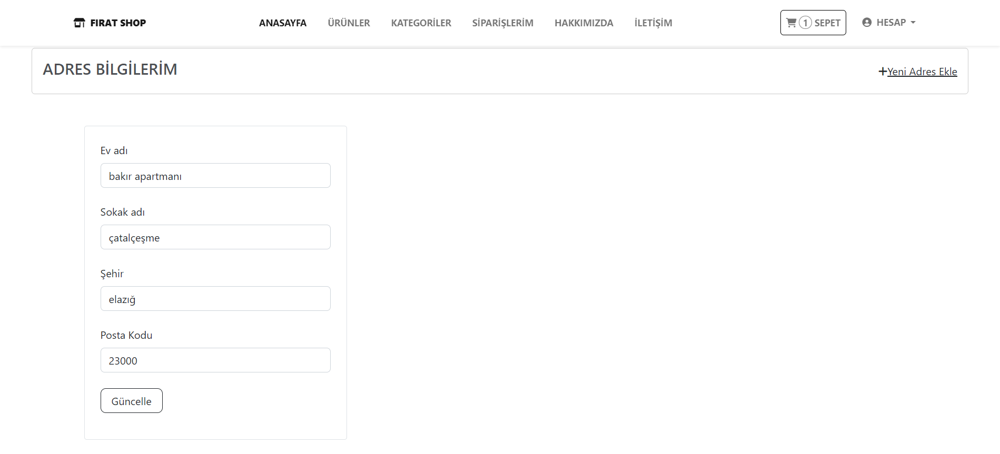 FIRAT SHOP
ANASAYFA ÜRÜNLER KATEGORİLER SİPARİŞLERİM HAKKIMIZDA İLETİŞİM
1 SEPET
HESAP
ADRES BİLGİLERİM
Yeni Adres Ekle
Ev adı
bakır apartmanı
Sokak adı
çatalçeşme
Şehir
elazığ
Posta Kodu
23000
Güncelle